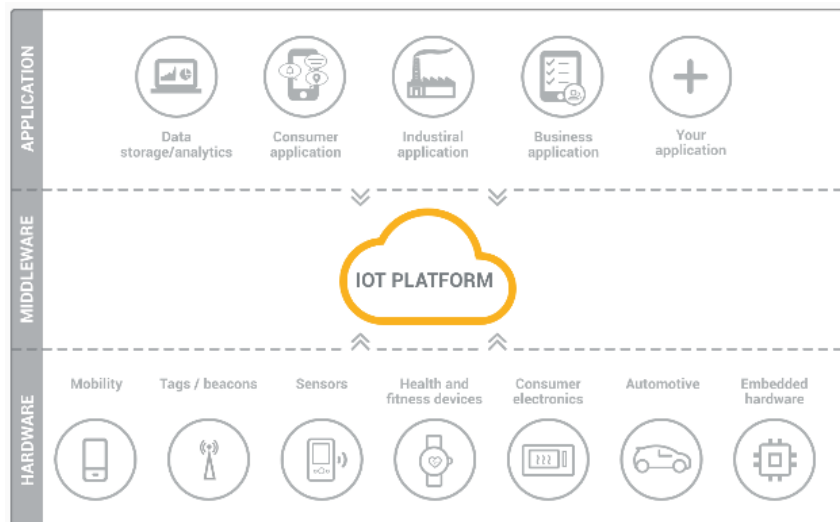 APPLICATION
Data
storage/analytics
Consumer
application
Industiral
application
Business
application
Your
application
MIDDLEWARE
IOT PLATFORM
HARDWARE
Mobility
Tags / beacons
Sensors
Health and
fitness devices
Consumer
electronics
Automotive
Embedded
hardware